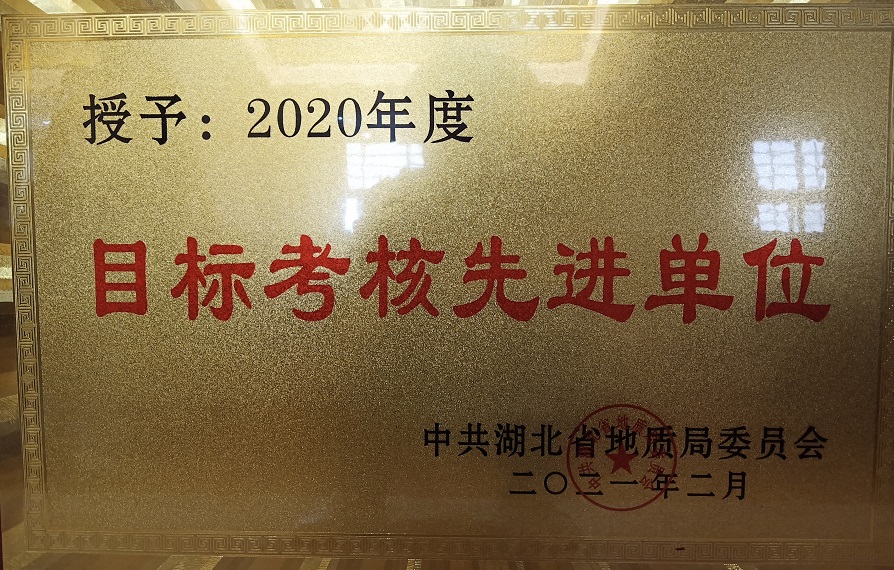 授予：2020年度
目标考核先进单位
中共湖北省地质局委员会
二〇二一年二月